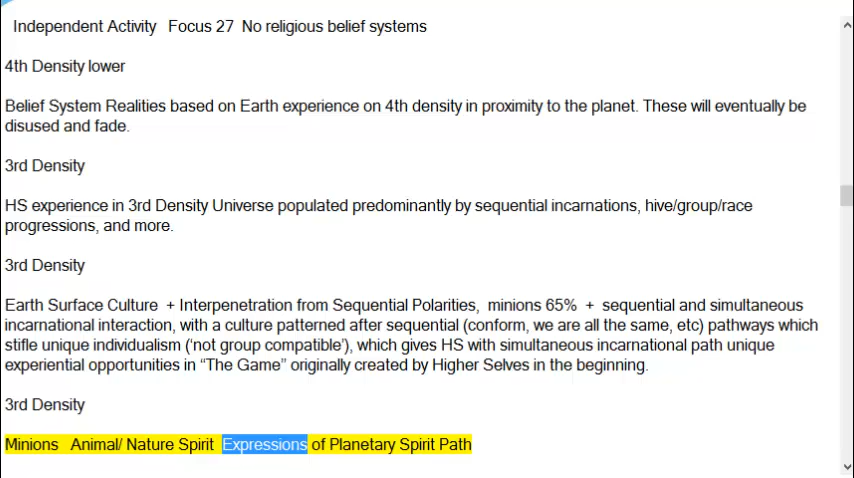 Independent Activity Focus 27 No religious belief systems
4th Density lower
Belief System Realities based on Earth experience on 4th density in proximity to the planet. These will eventually be
disused and fade.
3rd Density
HS experience in 3rd Density Universe populated predominantly by sequential incarnations, hive/group/race
progressions, and more.
3rd Density
Earth Surface Culture + Interpenetration from Sequential Polarities, minions 65% + sequential and simultaneous
incarnational interaction, with a culture patterned after sequential (conform, we are all the same, etc) pathways which
stifle unique individualism (‘not group compatible’), which gives HS with simultaneous incarnational path unique
experiential opportunities in “The Game” originally created by Higher Selves in the beginning.
3rd Density
Minions Animal/ Nature Spirit Expressions of Planetary Spirit Path